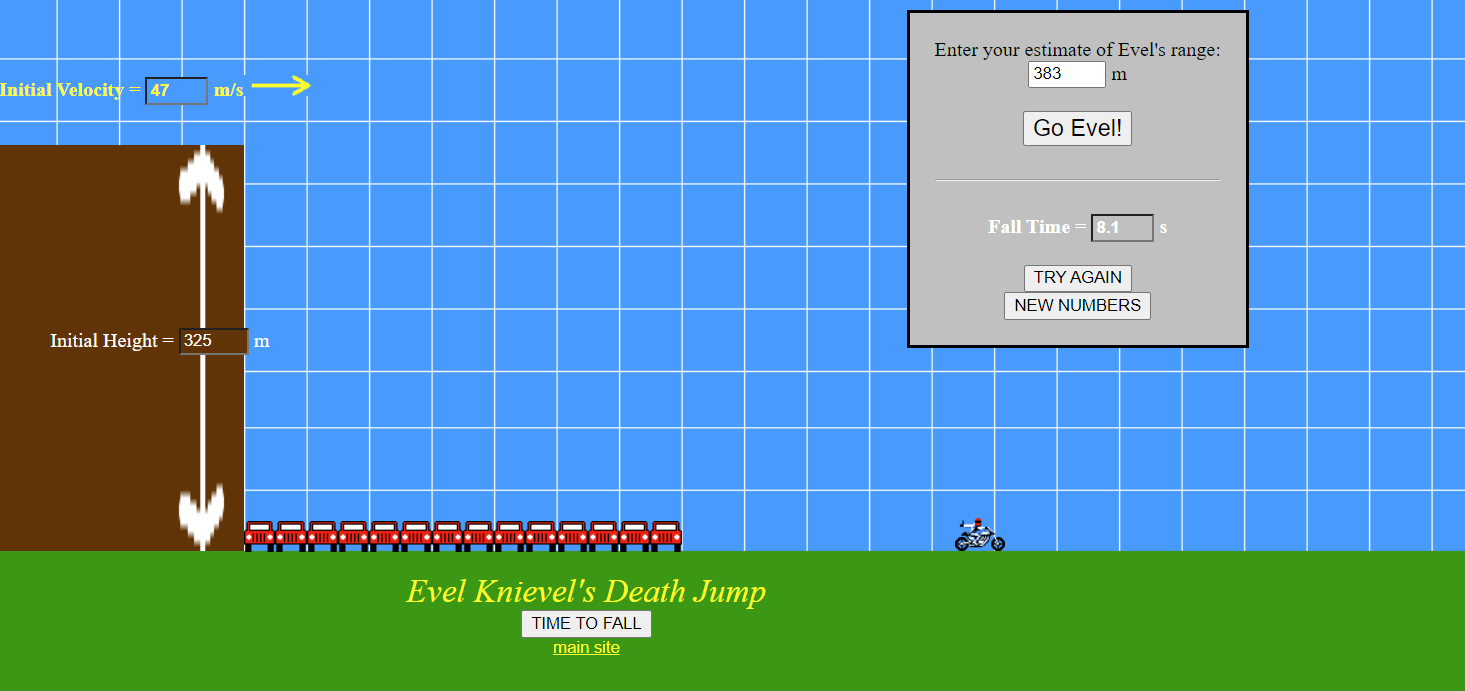 Enter your estimate of Evel's range:
383 m
Initial Velocity = 47 m/s
Go Evel!
Fall Time = 8.1 s
TRY AGAIN
NEW NUMBERS
Initial Height = 325 m
Evel Knievel's Death Jump
TIME TO FALL
main site